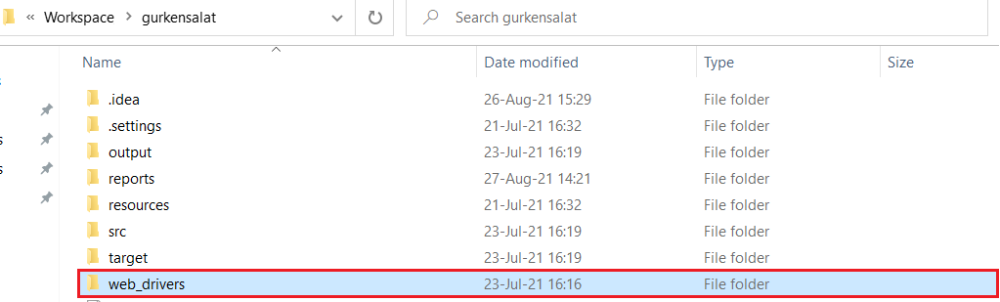 « Workspace > gurkensalat Search gurkensalat
Name Date modified Type Size
.idea 26-Aug-21 15:29 File folder
.settings 21-Jul-21 16:32 File folder
output 23-Jul-21 16:19 File folder
reports 27-Aug-21 14:21 File folder
resources 21-Jul-21 16:32 File folder
src 23-Jul-21 16:19 File folder
target 23-Jul-21 16:19 File folder
web_drivers 23-Jul-21 16:16 File folder